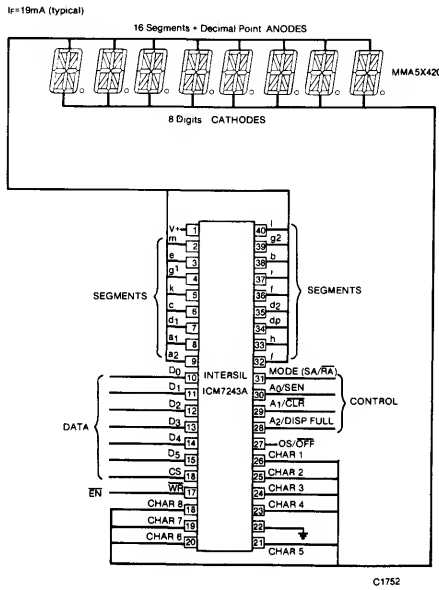 IF=19mA (typical)
16 Segments + Decimal Point ANODES
MMA5X420
8 Digits CATHODES
V+ 1
m 2
e 3
g1 4
k 5
c 6
d1 7
a1 8
a2 9
SEGMENTS
D0 10
D1 11
D2 12
D3 13
D4 14
D5 15
CS 16
DATA
EN WR 17
CHAR 8 18
CHAR 7 19
CHAR 6 20
INTERSIL
ICM7243A
40
39 g2
38 b
37
36 f
35 d2
34 dp
33 h
32
SEGMENTS
31 MODE (SA/RA)
30 A0/SEN
29 A1/CLR
28 A2/DISP FULL
CONTROL
27 OS/OFF
26 CHAR 1
25 CHAR 2
24 CHAR 3
23 CHAR 4
22
21 CHAR 5
C1752